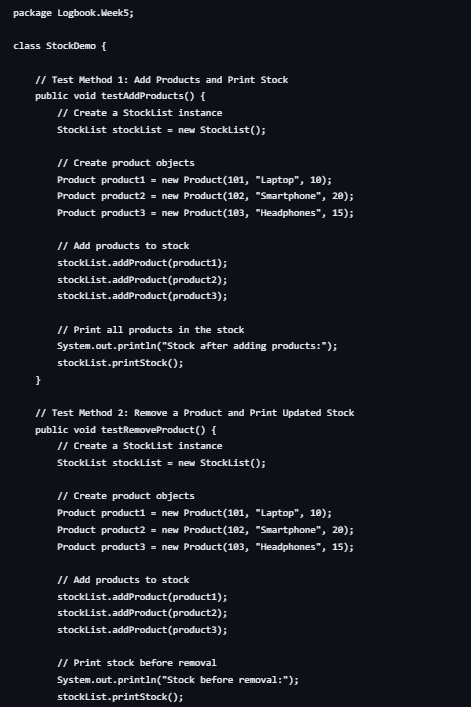 package Logbook.Week5;
class StockDemo {
// Test Method 1: Add Products and Print Stock
public void testAddProducts() {
// Create a StockList instance
StockList stockList = new StockList();
// Create product objects
Product product1 = new Product(101, "Laptop", 10);
Product product2 = new Product(102, "Smartphone", 20);
Product product3 = new Product(103, "Headphones", 15);
// Add products to stock
stockList.addProduct(product1);
stockList.addProduct(product2);
stockList.addProduct(product3);
// Print all products in the stock
System.out.println("Stock after adding products:");
stockList.printStock();
}
// Test Method 2: Remove a Product and Print Updated Stock
public void testRemoveProduct() {
// Create a StockList instance
StockList stockList = new StockList();
// Create product objects
Product product1 = new Product(101, "Laptop", 10);
Product product2 = new Product(102, "Smartphone", 20);
Product product3 = new Product(103, "Headphones", 15);
// Add products to stock
stockList.addProduct(product1);
stockList.addProduct(product2);
stockList.addProduct(product3);
// Print stock before removal
System.out.println("Stock before removal:");
stockList.printStock();